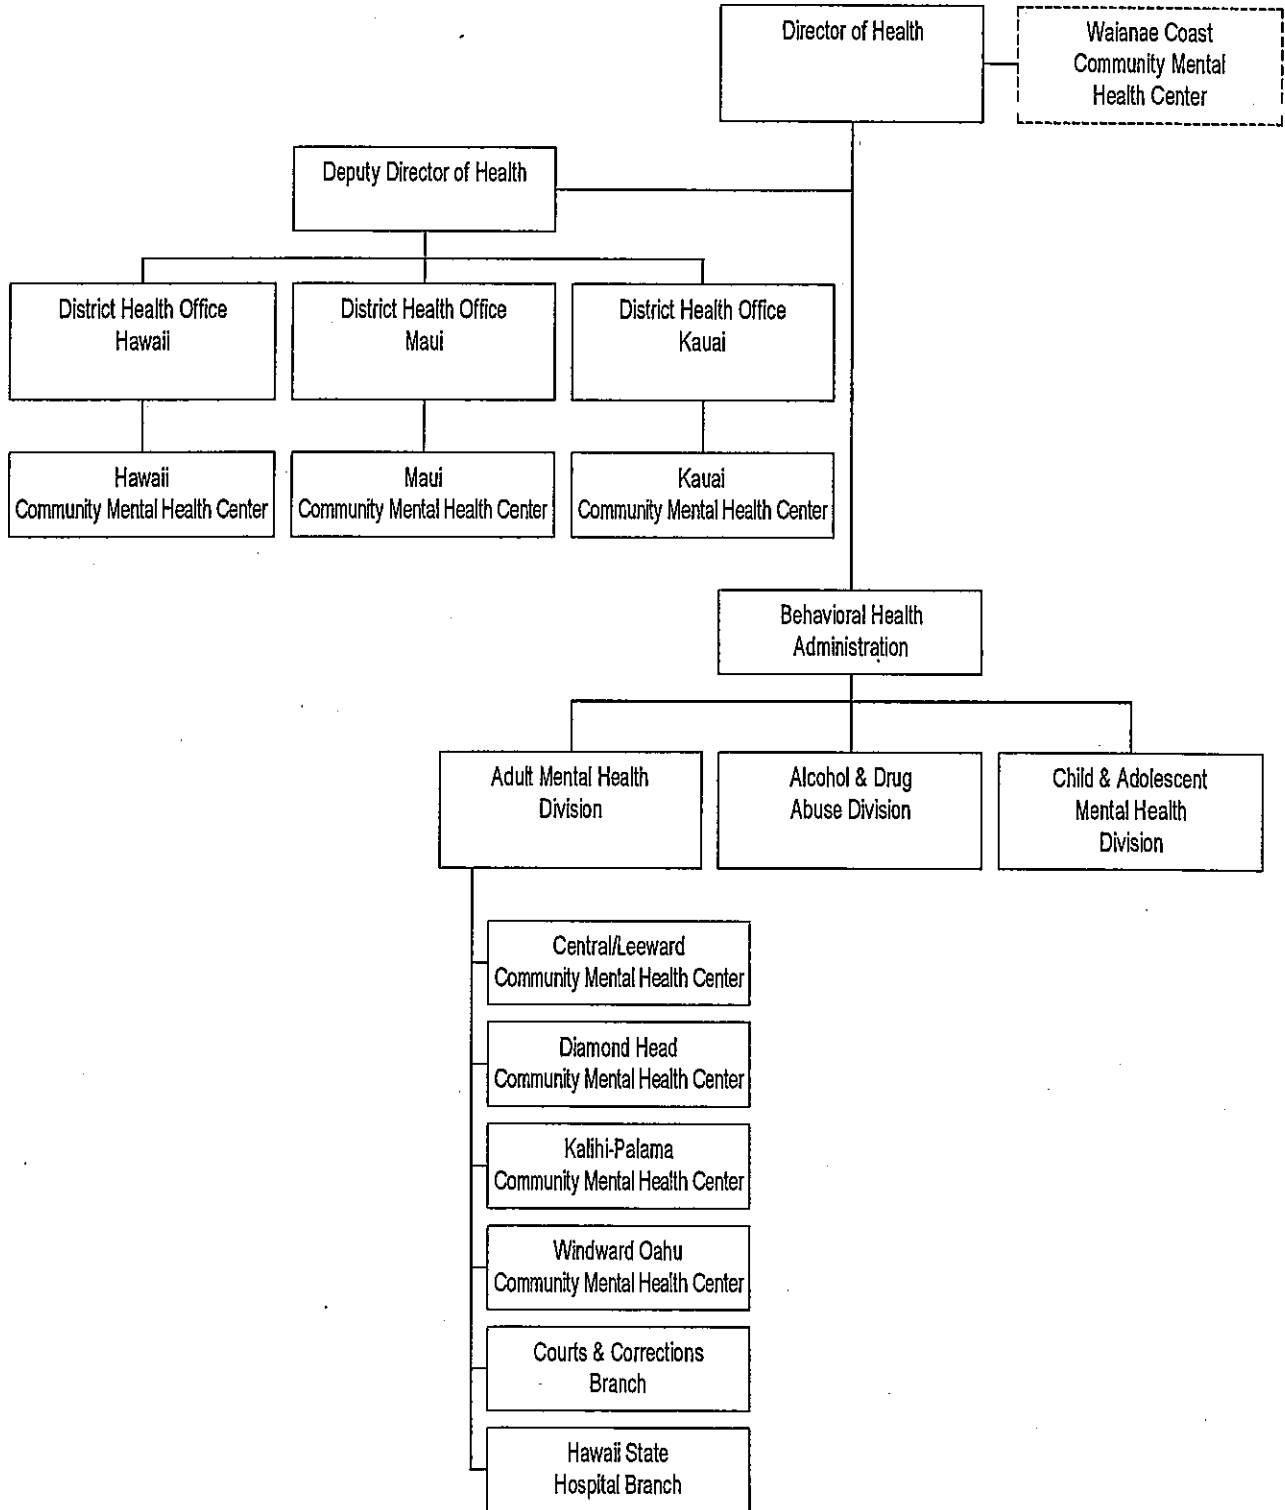 Director of Health
Waianae Coast
Community Mental
Health Center
Deputy Director of Health
District Health Office
Hawaii
District Health Office
Maui
District Health Office
Kauai
Hawaii
Community Mental Health Center
Maui
Community Mental Health Center
Kauai
Community Mental Health Center
Behavioral Health
Administration
Adult Mental Health
Division
Alcohol & Drug
Abuse Division
Child & Adolescent
Mental Health
Division
Central/Leeward
Community Mental Health Center
Diamond Head
Community Mental Health Center
Kalihi-Palama
Community Mental Health Center
Windward Oahu
Community Mental Health Center
Courts & Corrections
Branch
Hawaii State
Hospital Branch